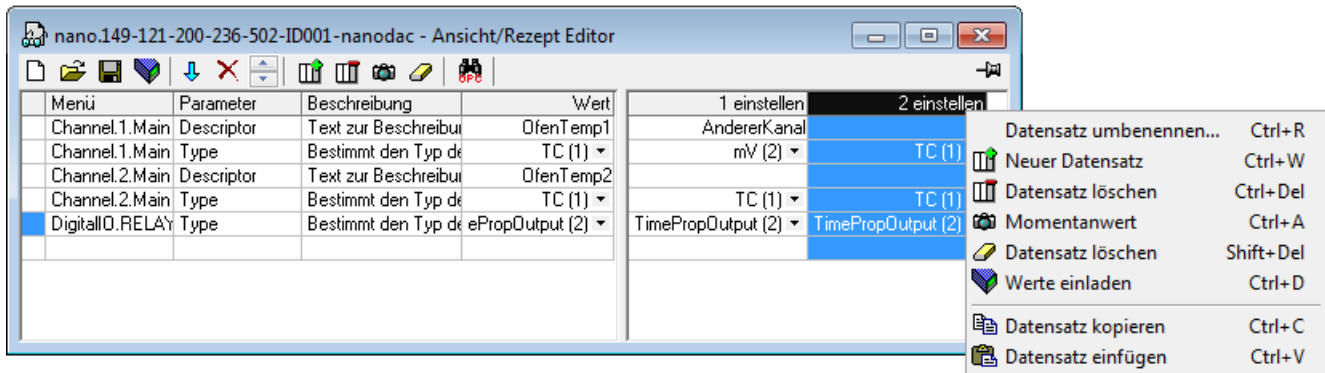 nano.149-121-200-236-502-ID001-nanodac - Ansicht/Rezept Editor
OPC
Menü Parameter Beschreibung Wert 1 einstellen 2 einstellen
Channel.1.Main Descriptor Text zur Beschreibu OfenTemp1 AndererKanal
Channel.1.Main Type Bestimmt den Typ de TC (1) mV (2) TC (1)
Channel.2.Main Descriptor Text zur Beschreibu OfenTemp2
Channel.2.Main Type Bestimmt den Typ de TC (1) TC (1) TC (1)
DigitalIO.RELAY Type Bestimmt den Typ de ePropOutput (2) TimePropOutput (2) TimePropOutput (2)
Datensatz umbenennen... Ctrl+R
Neuer Datensatz Ctrl+W
Datensatz löschen Ctrl+Del
Momentanwert Ctrl+A
Datensatz löschen Shift+Del
Werte einladen Ctrl+D
Datensatz kopieren Ctrl+C
Datensatz einfügen Ctrl+V